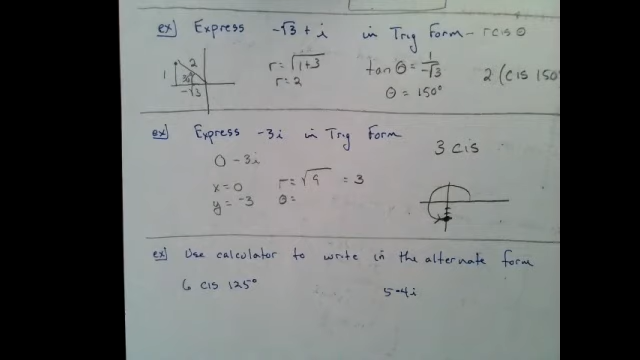 ex) Express -√3 + i in Trig Form - r cis θ
1 2 30° -√3
r = √1+3
r = 2
tan θ = 1/-√3
θ = 150°
2 (cis 150°
ex) Express -3i in Trig Form
0 - 3i
x = 0
y = -3
r = √9 = 3
θ =
3 cis
ex) Use calculator to write in the alternate form
6 cis 125°
5-4i